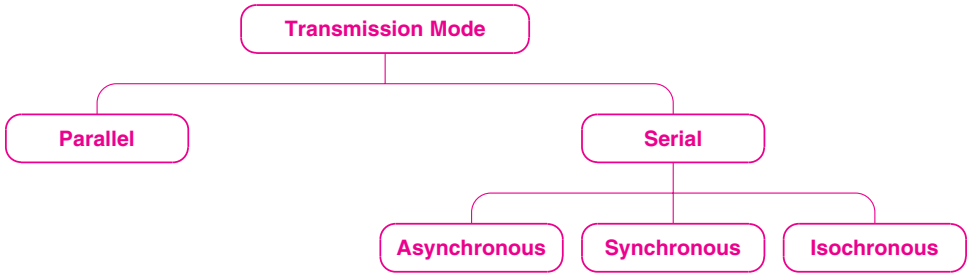 Transmission Mode
Parallel
Serial
Asynchronous
Synchronous
Isochronous